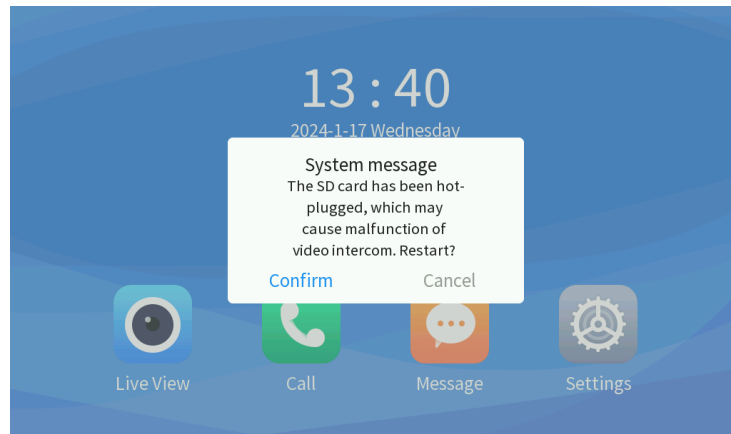 13 : 40
2024-1-17 Wednesday
System message
The SD card has been hot-
plugged, which may
cause malfunction of
video intercom. Restart?
Confirm Cancel
Live View Call Message Settings